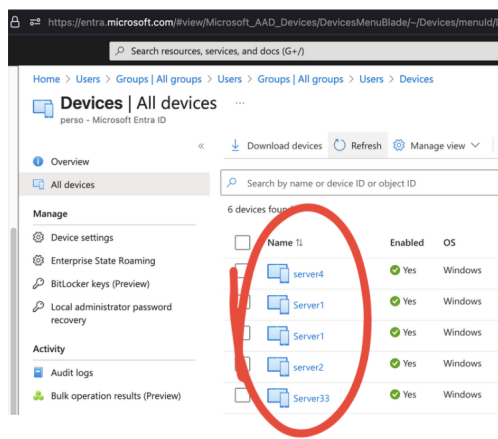 https://entra.microsoft.com/#view/Microsoft_AAD_Devices/DevicesMenuBlade/~/Devices/menuId/
Search resources, services, and docs (G+/)
Home > Users > Groups | All groups > Users > Groups | All groups > Users > Devices
Devices | All devices ...
perso - Microsoft Entra ID
«
Download devices Refresh Manage view
Overview
All devices
Search by name or device ID or object ID
6 devices found
Manage
Name Enabled OS
Device settings
Enterprise State Roaming
BitLocker keys (Preview)
Local administrator password
recovery
Activity
Audit logs
Bulk operation results (Preview)
server4 Yes Windows
Server1 Yes Windows
Server1 Yes Windows
server2 Yes Windows
Server33 Yes Windows